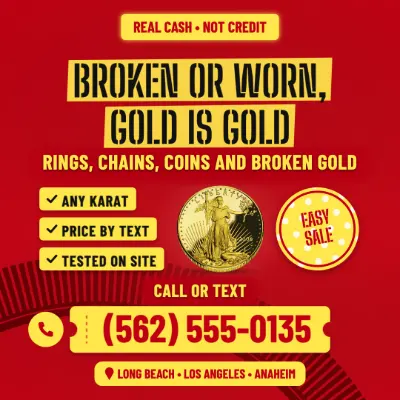 REAL CASH • NOT CREDIT
BROKEN OR WORN,
GOLD IS GOLD
RINGS, CHAINS, COINS AND BROKEN GOLD
ANY KARAT
PRICE BY TEXT
TESTED ON SITE
LIBERTY
EASY
SALE
CALL OR TEXT
(562) 555-0135
LONG BEACH • LOS ANGELES • ANAHEIM